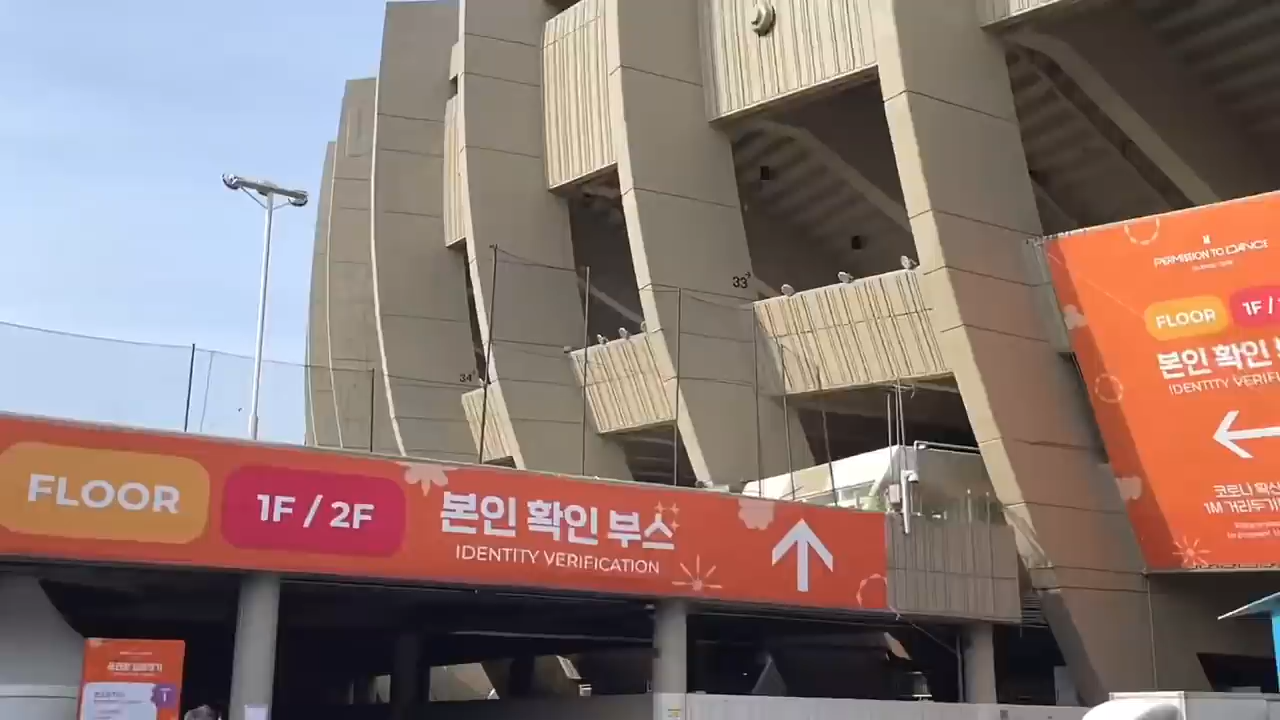 34
33
FLOOR
1F / 2F
본인 확인 부스
IDENTITY VERIFICATION
PERMISSION TO DANCE
FLOOR
1F /
본인 확인
IDENTITY
코로나
1M 거리두기